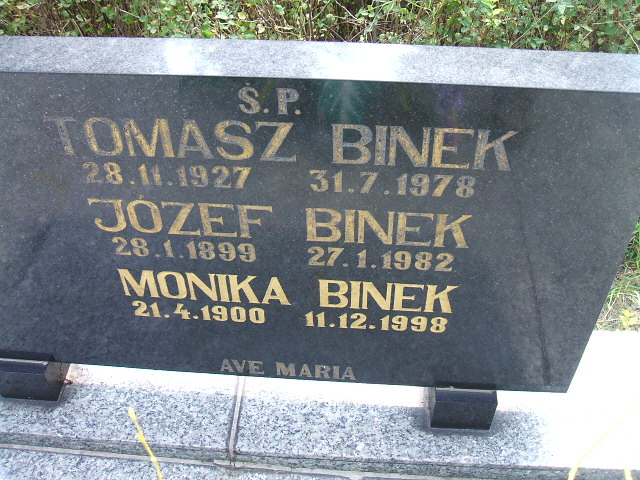 Ś.P.
TOMASZ BINEK
28.11.1927 31.7.1978
JÓZEF BINEK
28.1.1899 27.1.1982
MONIKA BINEK
21.4.1900 11.12.1998
AVE MARIA